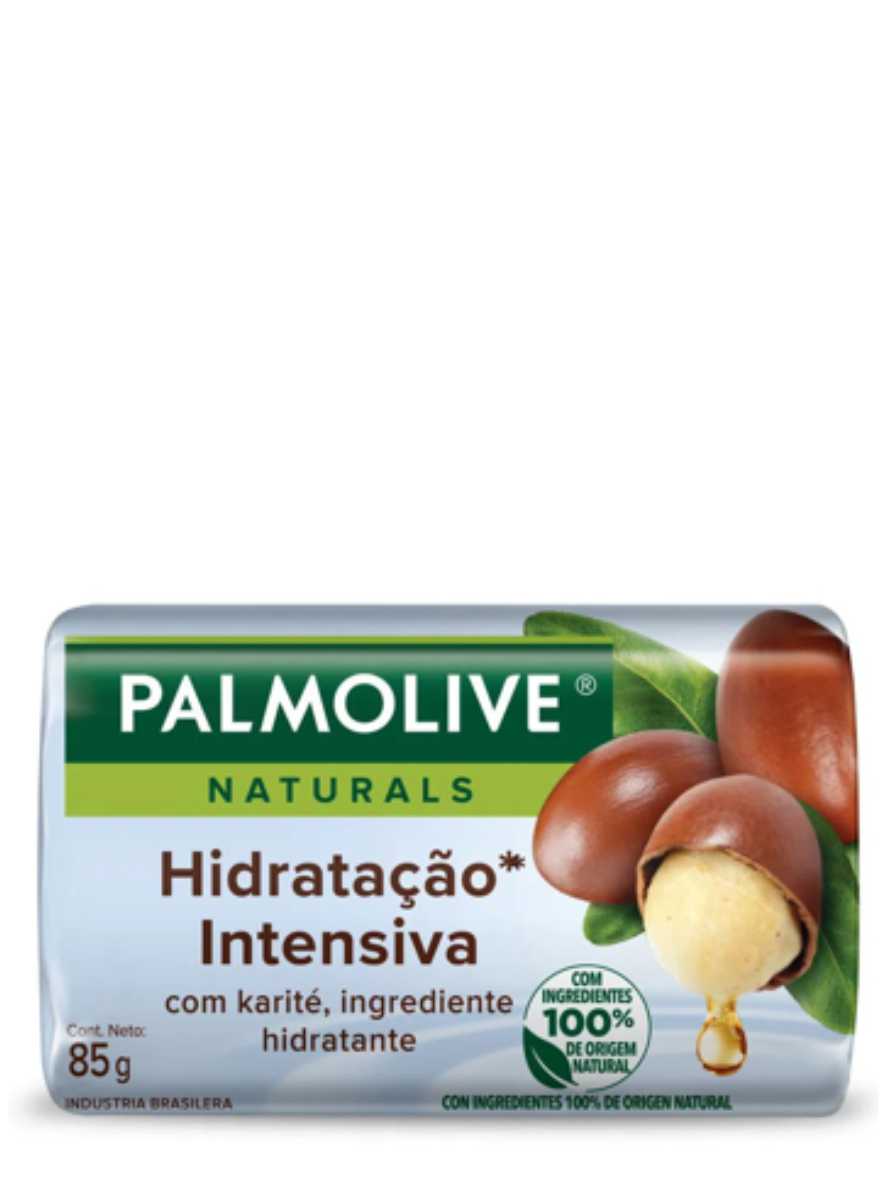 PALMOLIVE®
NATURALS
Hidratação*
Intensiva
com karité, ingrediente
hidratante
Cont. Neto:
85 g
INDUSTRIA BRASILERA
COM
INGREDIENTES
100%
DE ORIGEM
NATURAL
CON INGREDIENTES 100% DE ORIGEN NATURAL